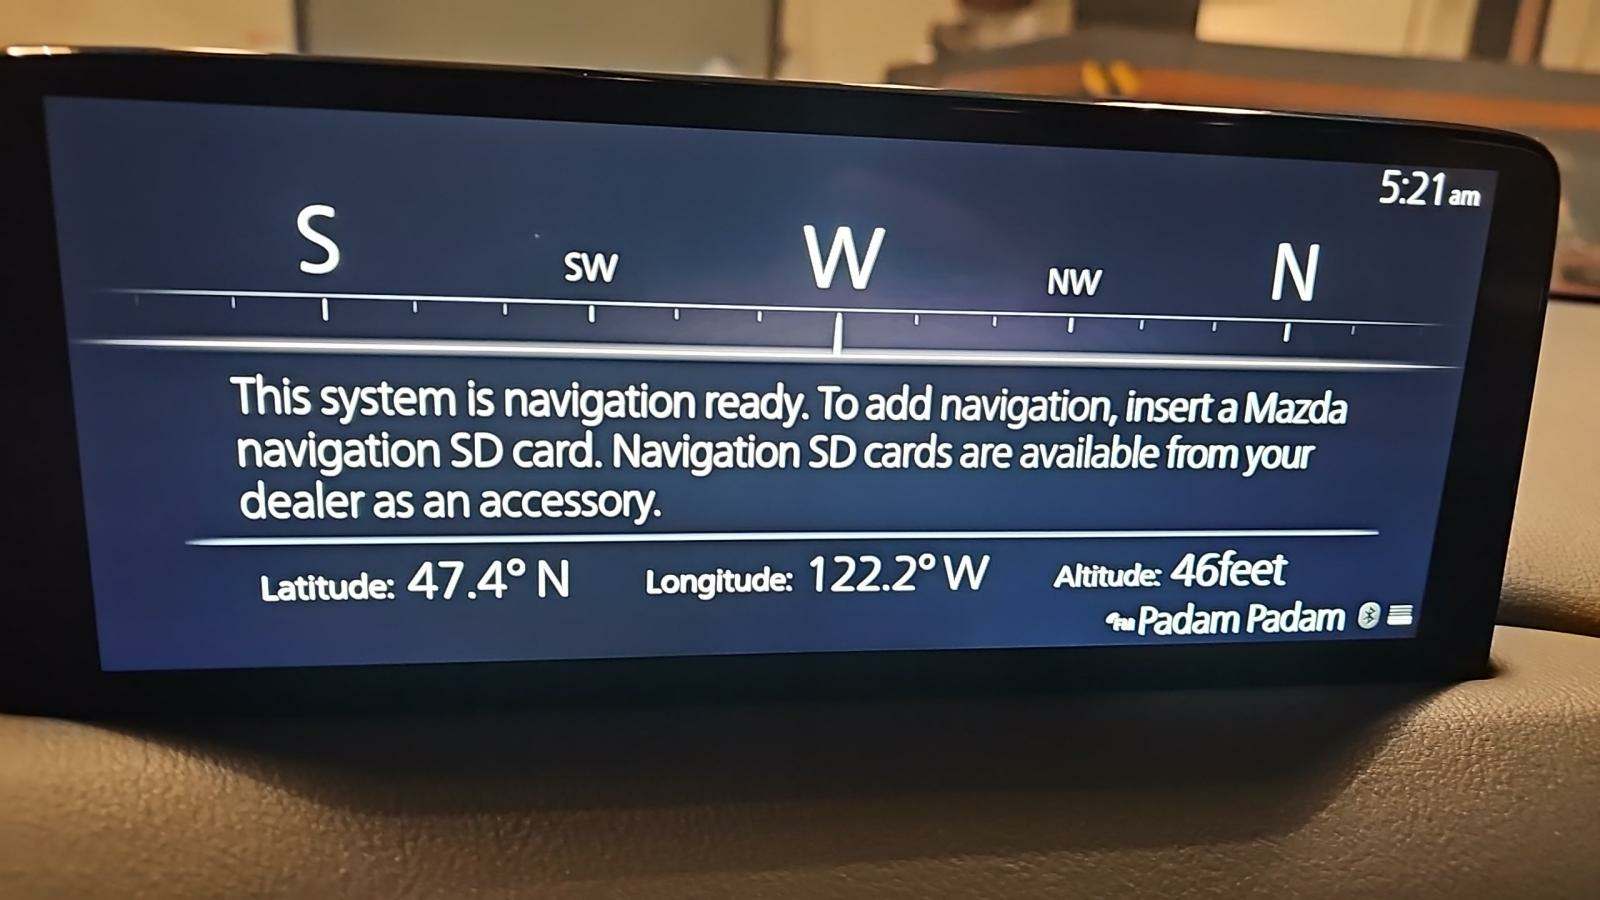 5:21 am
S SW W NW N
This system is navigation ready. To add navigation, insert a Mazda
navigation SD card. Navigation SD cards are available from your
dealer as an accessory.
Latitude: 47.4° N Longitude: 122.2° W Altitude: 46feet
Padam Padam